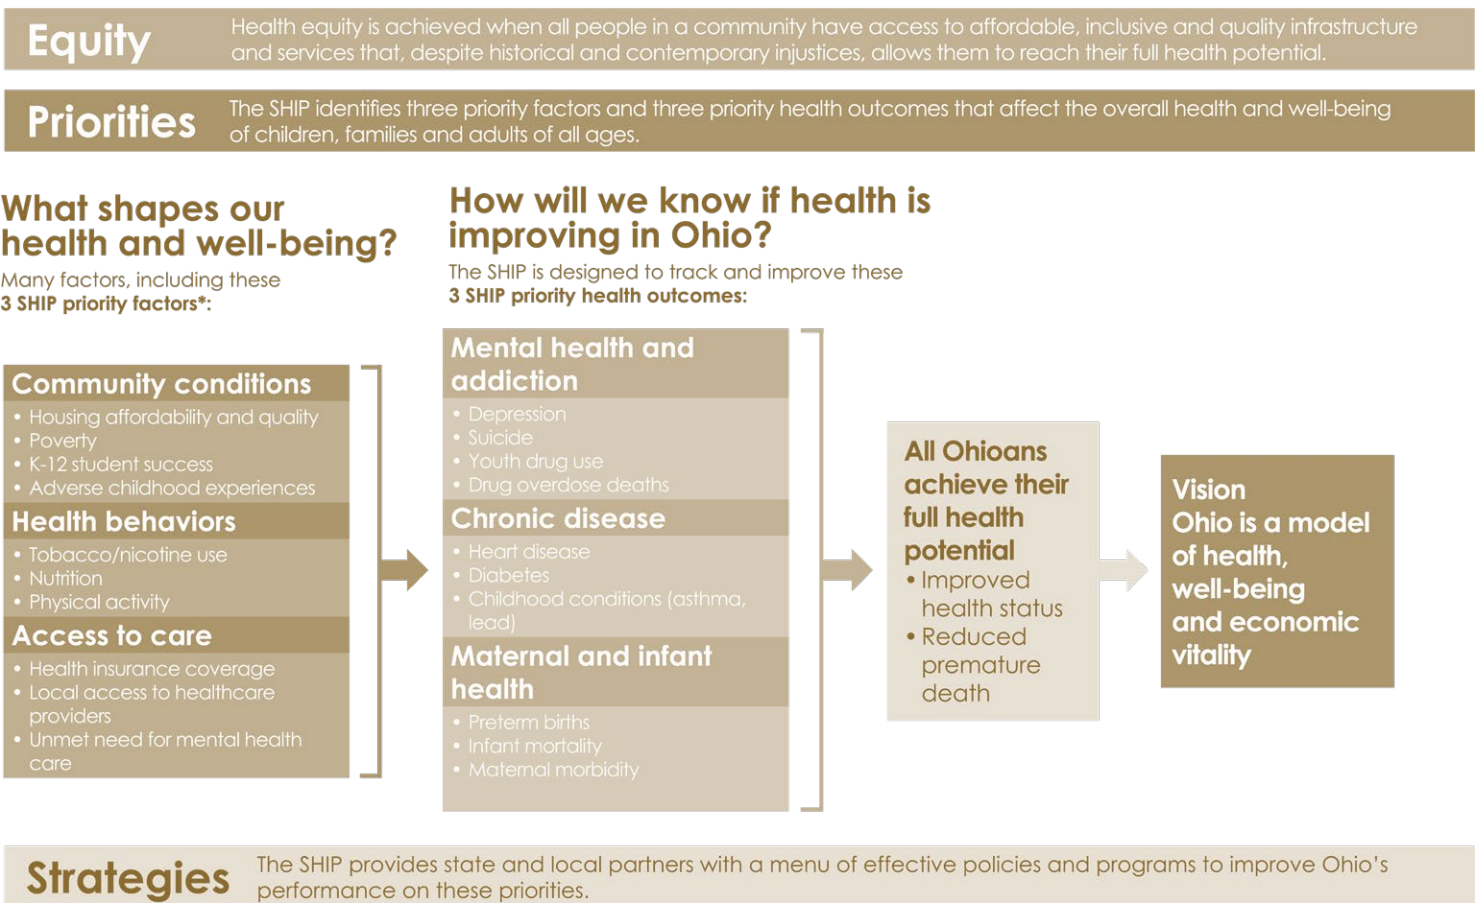 Equity
Health equity is achieved when all people in a community have access to affordable, inclusive and quality infrastructure
and services that, despite historical and contemporary injustices, allows them to reach their full health potential.
Priorities
The SHIP identifies three priority factors and three priority health outcomes that affect the overall health and well-being
of children, families and adults of all ages.
What shapes our
health and well-being?
Many factors, including these
3 SHIP priority factors*:
Community conditions
• Housing affordability and quality
• Poverty
• K-12 student success
• Adverse childhood experiences
Health behaviors
• Tobacco/nicotine use
• Nutrition
• Physical activity
Access to care
• Health insurance coverage
• Local access to healthcare
providers
• Unmet need for mental health
care
How will we know if health is
improving in Ohio?
The SHIP is designed to track and improve these
3 SHIP priority health outcomes:
Mental health and
addiction
• Depression
• Suicide
• Youth drug use
• Drug overdose deaths
Chronic disease
• Heart disease
• Diabetes
• Childhood conditions (asthma,
lead)
Maternal and infant
health
• Preterm births
• Infant mortality
• Maternal morbidity
All Ohioans
achieve their
full health
potential
• Improved
health status
• Reduced
premature
death
Vision
Ohio is a model
of health,
well-being
and economic
vitality
Strategies
The SHIP provides state and local partners with a menu of effective policies and programs to improve Ohio's
performance on these priorities.